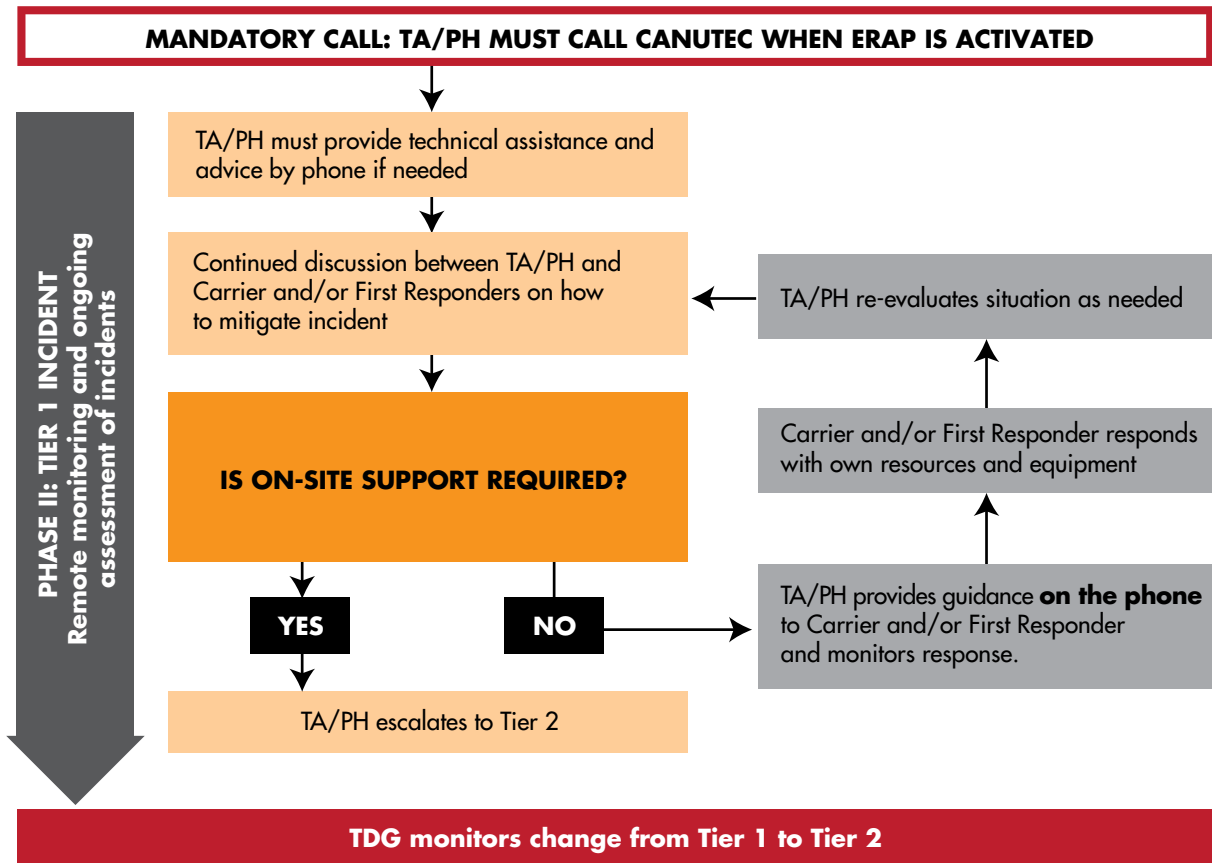 MANDATORY CALL: TA/PH MUST CALL CANUTEC WHEN ERAP IS ACTIVATED
PHASE II: TIER 1 INCIDENT
Remote monitoring and ongoing
assessment of incidents
TA/PH must provide technical assistance and
advice by phone if needed
Continued discussion between TA/PH and
Carrier and/or First Responders on how
to mitigate incident
IS ON-SITE SUPPORT REQUIRED?
YES
NO
TA/PH escalates to Tier 2
TA/PH provides guidance on the phone
to Carrier and/or First Responder
and monitors response.
Carrier and/or First Responder responds
with own resources and equipment
TA/PH re-evaluates situation as needed
TDG monitors change from Tier 1 to Tier 2